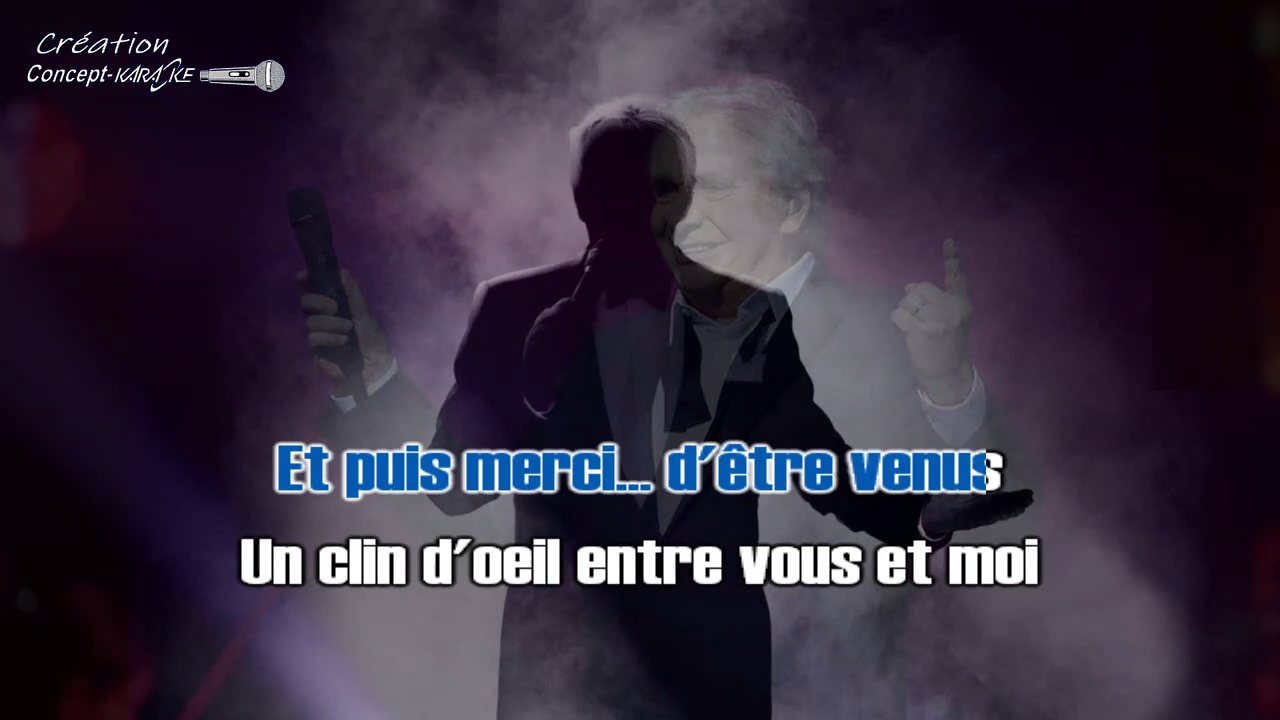 Création
Concept-KARAOKE
Et puis merci... d'être venus
Un clin d'oeil entre vous et moi